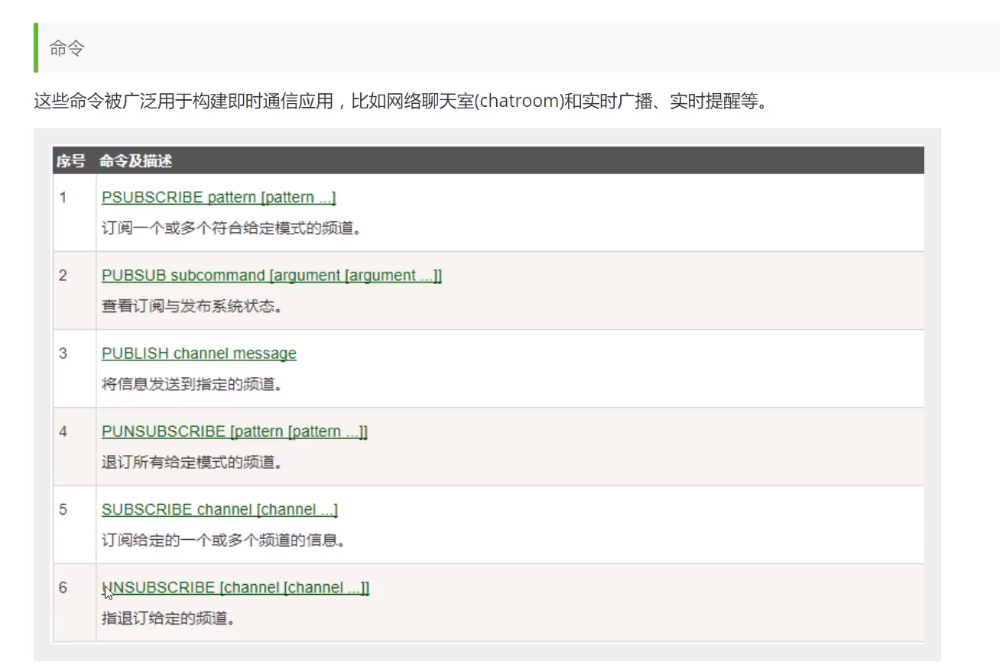 命令
这些命令被广泛用于构建即时通信应用，比如网络聊天室(chatroom)和实时广播、实时提醒等。
序号 命令及描述
1 PSUBSCRIBE pattern [pattern ...]
订阅一个或多个符合给定模式的频道。
2 PUBSUB subcommand [argument [argument ...]]
查看订阅与发布系统状态。
3 PUBLISH channel message
将信息发送到指定的频道。
4 PUNSUBSCRIBE [pattern [pattern ...]]
退订所有给定模式的频道。
5 SUBSCRIBE channel [channel ...]
订阅给定的一个或多个频道的信息。
6 UNSUBSCRIBE [channel [channel ...]]
指退订给定的频道。